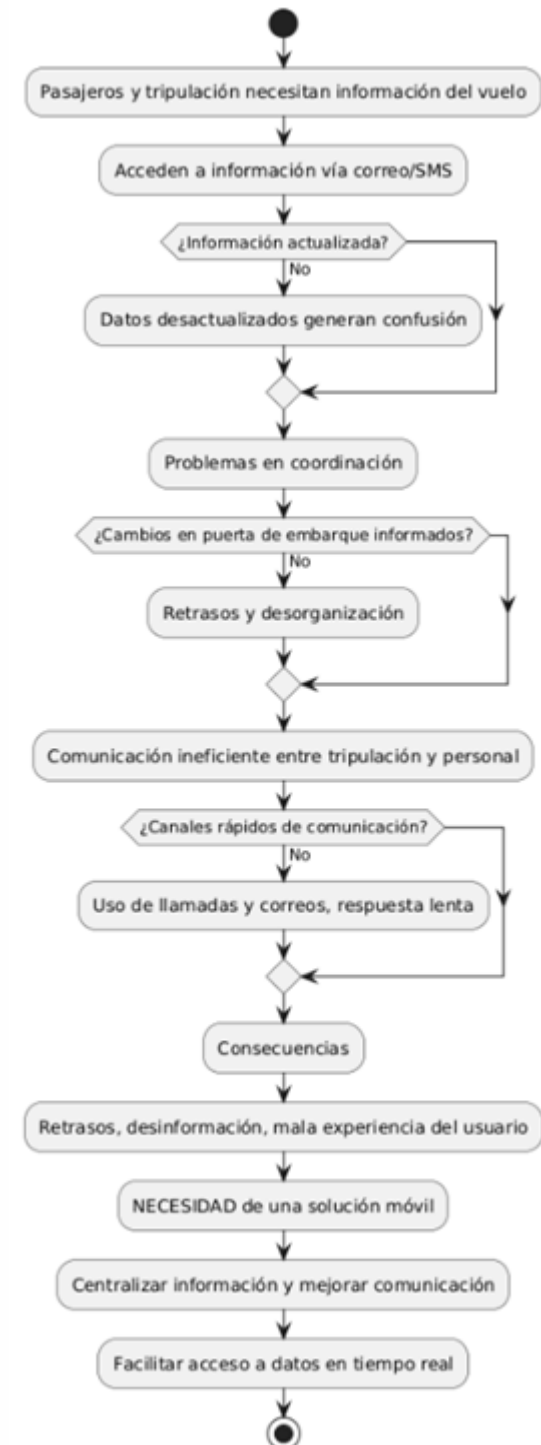 Pasajeros y tripulación necesitan información del vuelo
Acceden a información vía correo/SMS
¿Información actualizada?
No
Datos desactualizados generan confusión
Problemas en coordinación
¿Cambios en puerta de embarque informados?
No
Retrasos y desorganización
Comunicación ineficiente entre tripulación y personal
¿Canales rápidos de comunicación?
No
Uso de llamadas y correos, respuesta lenta
Consecuencias
Retrasos, desinformación, mala experiencia del usuario
NECESIDAD de una solución móvil
Centralizar información y mejorar comunicación
Facilitar acceso a datos en tiempo real